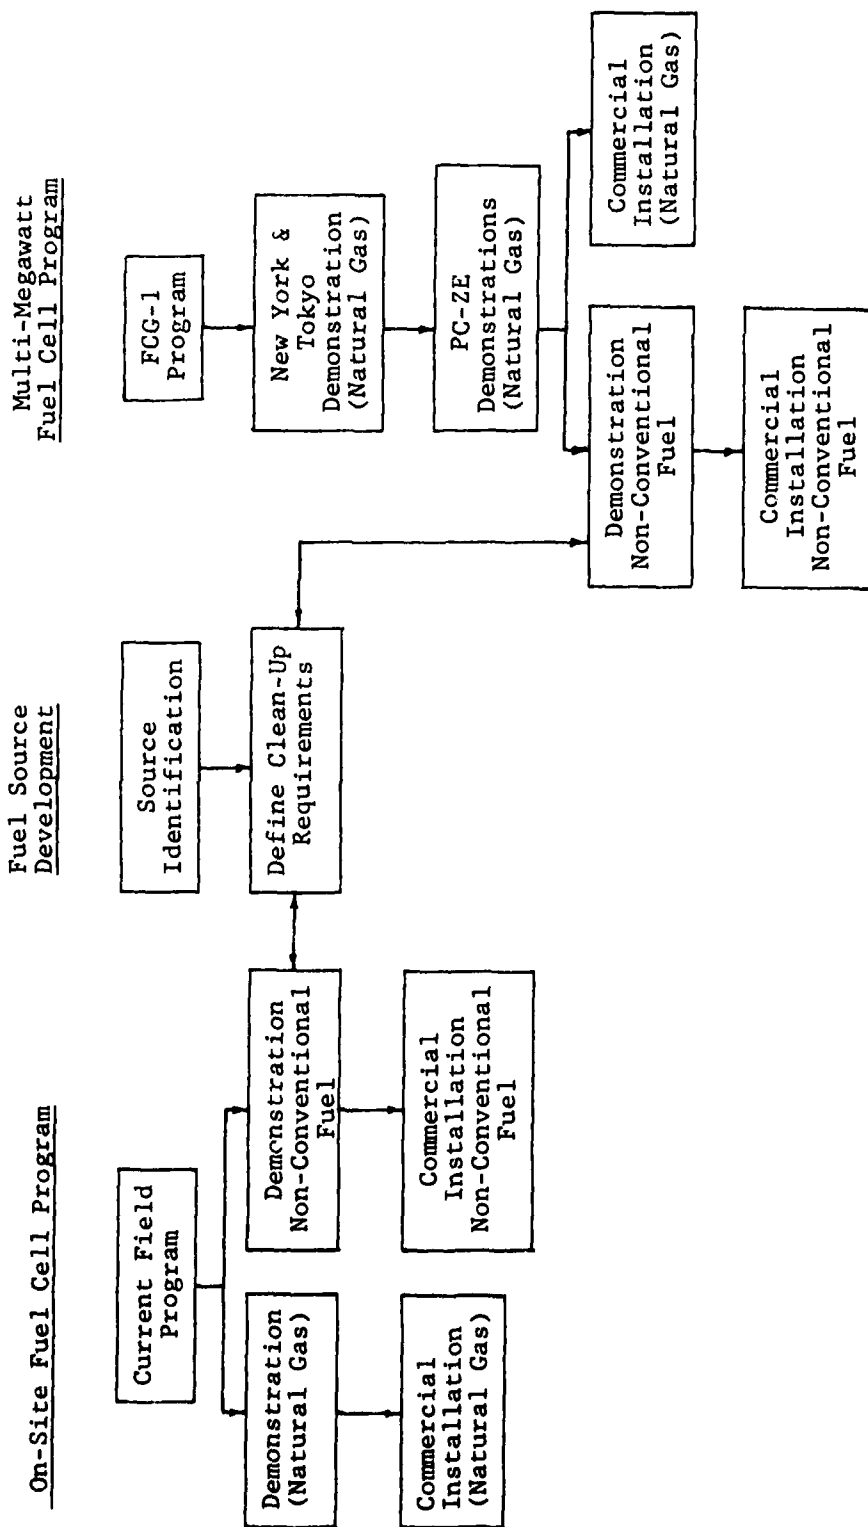 On-Site Fuel Cell Program
Current Field
Program
Demonstration
(Natural Gas)
Commercial
Installation
(Natural Gas)
Demonstration
Non-Conventional
Fuel
Commercial
Installation
Non-Conventional
Fuel
Fuel Source
Development
Source
Identification
Define Clean-Up
Requirements
Multi-Megawatt
Fuel Cell Program
FCG-1
Program
New York &
Tokyo
Demonstration
(Natural Gas)
PC-ZE
Demonstrations
(Natural Gas)
Demonstration
Non-Conventional
Fuel
Commercial
Installation
Non-Conventional
Fuel
Commercial
Installation
(Natural Gas)